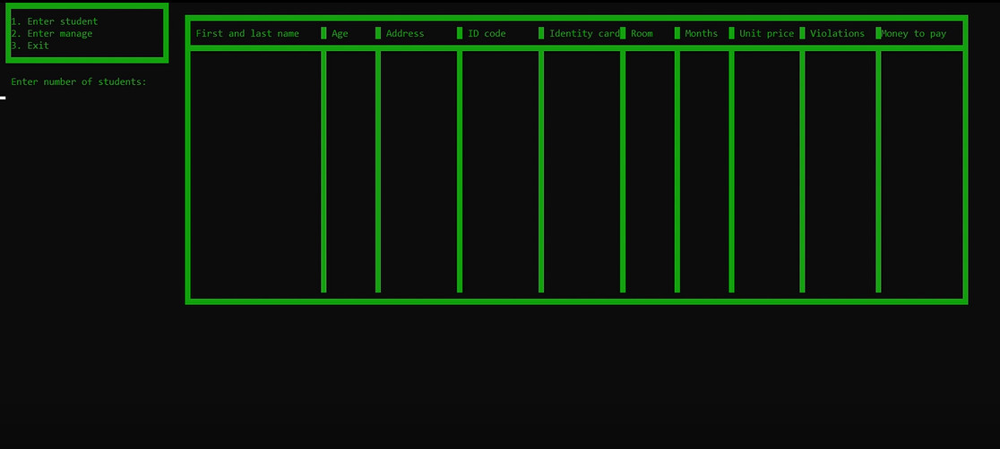 1. Enter student
2. Enter manage
3. Exit
Enter number of students:
First and last name Age Address ID code Identity card Room Months Unit price Violations Money to pay